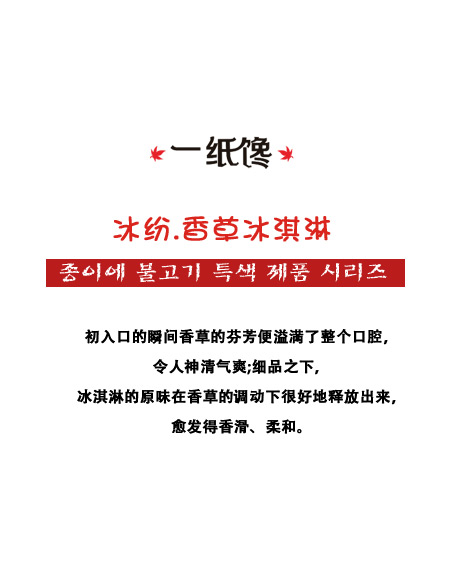 一纸馋
冰纷.香草冰淇淋
종이에 불고기 특색 제품 시리즈
初入口的瞬间香草的芬芳便溢满了整个口腔,
令人神清气爽;细品之下,
冰淇淋的原味在香草的调动下很好地释放出来,
愈发得香滑、柔和。